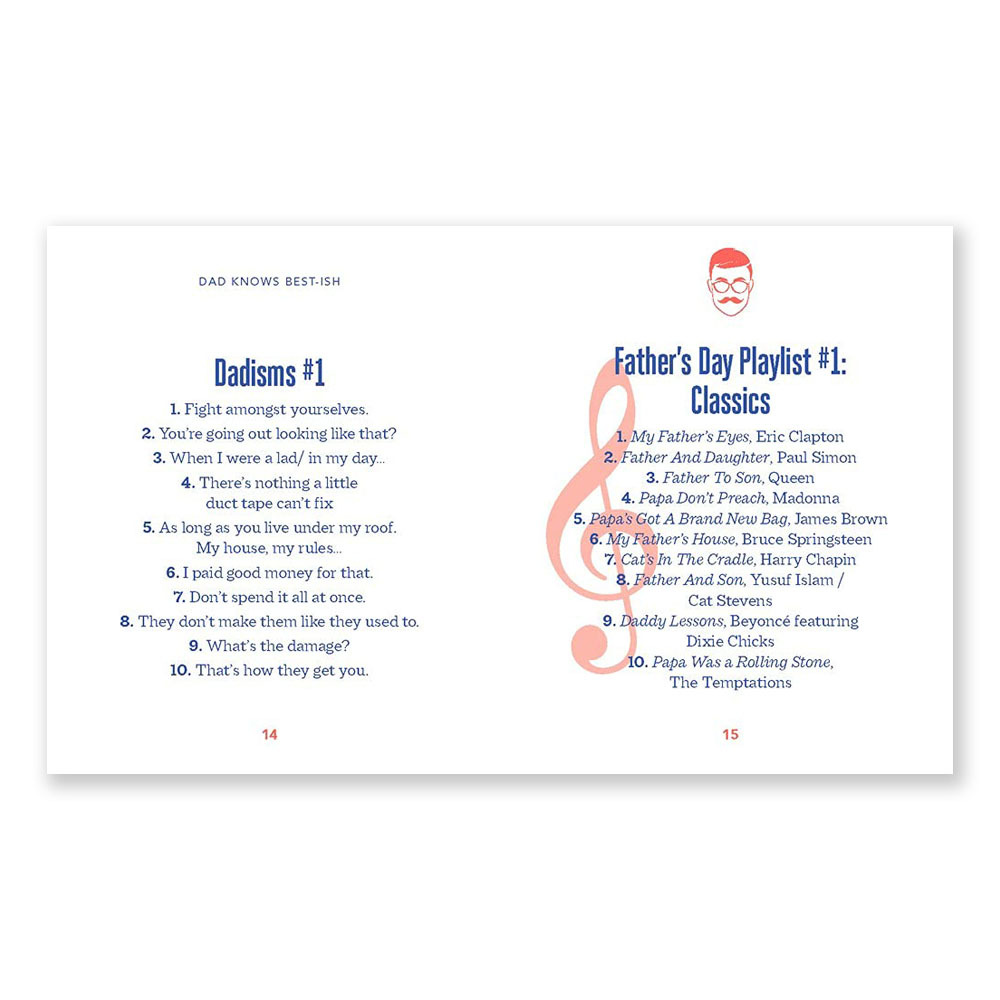 DAD KNOWS BEST-ISH
Dadisms #1
1. Fight amongst yourselves.
2. You’re going out looking like that?
3. When I were a lad/ in my day...
4. There’s nothing a little
duct tape can’t fix
5. As long as you live under my roof.
My house, my rules...
6. I paid good money for that.
7. Don’t spend it all at once.
8. They don’t make them like they used to.
9. What’s the damage?
10. That’s how they get you.
14
Father’s Day Playlist #1:
Classics
1. My Father’s Eyes, Eric Clapton
2. Father And Daughter, Paul Simon
3. Father To Son, Queen
4. Papa Don’t Preach, Madonna
5. Papa’s Got A Brand New Bag, James Brown
6. My Father’s House, Bruce Springsteen
7. Cat’s In The Cradle, Harry Chapin
8. Father And Son, Yusuf Islam /
Cat Stevens
9. Daddy Lessons, Beyoncé featuring
Dixie Chicks
10. Papa Was a Rolling Stone,
The Temptations
15